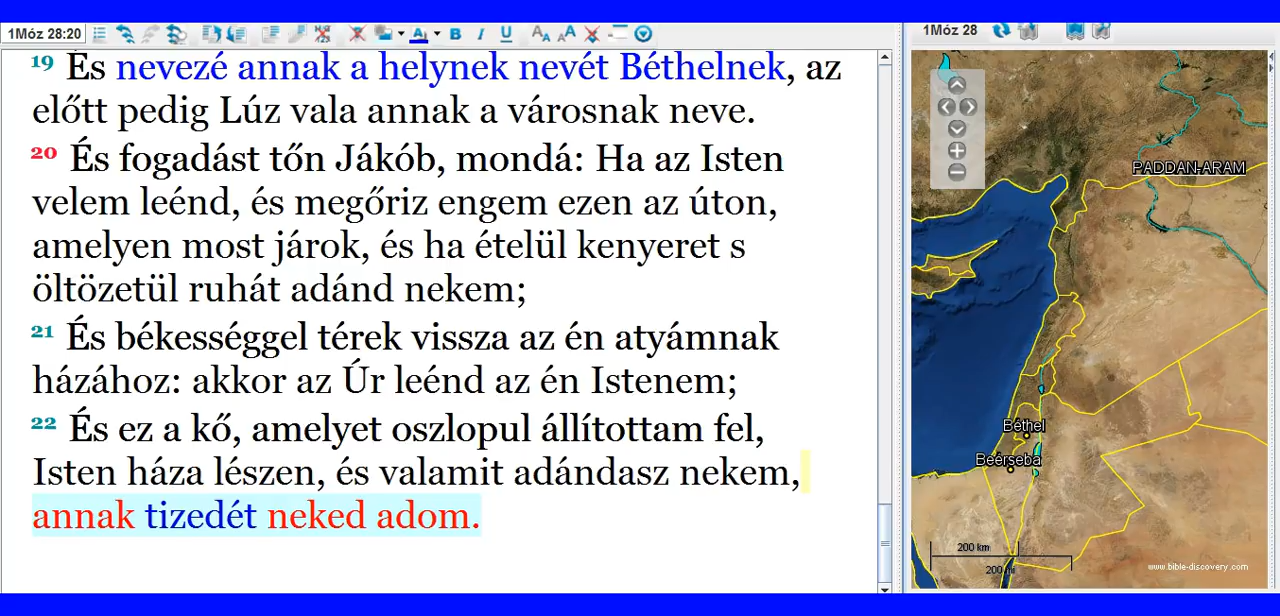 1Móz 28:20
A B I U AA AA
19 És nevezé annak a helynek nevét Béthelnek, az
előtt pedig Lúz vala annak a városnak neve.
20 És fogadást tőn Jákób, mondá: Ha az Isten
velem leénd, és megőriz engem ezen az úton,
amelyen most járok, és ha ételül kenyeret s
öltözetül ruhát adánd nekem;
21 És békességgel térek vissza az én atyámnak
házához: akkor az Úr leénd az én Istenem;
22 És ez a kő, amelyet oszlopul állítottam fel,
Isten háza lészen, és valamit adándasz nekem,
annak tizedét neked adom.
1Móz 28
PADDAN-ARAM
Béthel
Beérseba
200 km
200 mi
www.bible-discovery.com